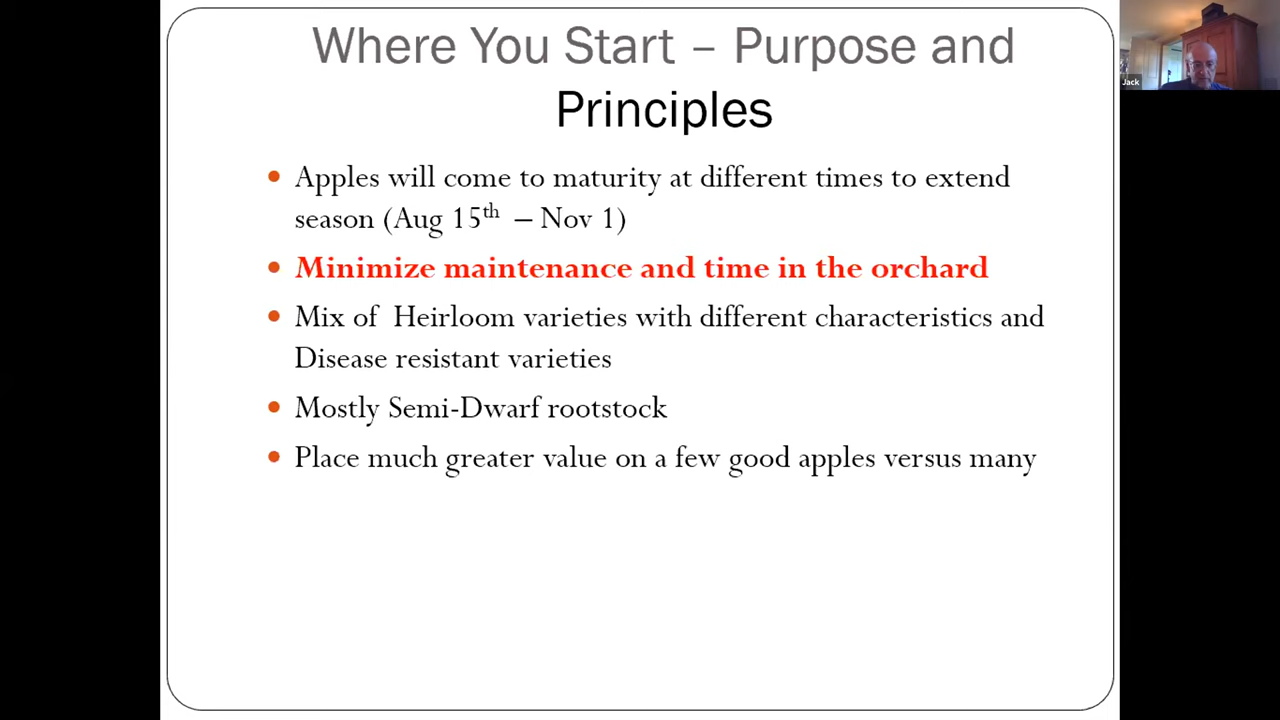 Where You Start – Purpose and
Principles
Jack
• Apples will come to maturity at different times to extend
season (Aug 15th – Nov 1)
• Minimize maintenance and time in the orchard
• Mix of Heirloom varieties with different characteristics and
Disease resistant varieties
• Mostly Semi-Dwarf rootstock
• Place much greater value on a few good apples versus many